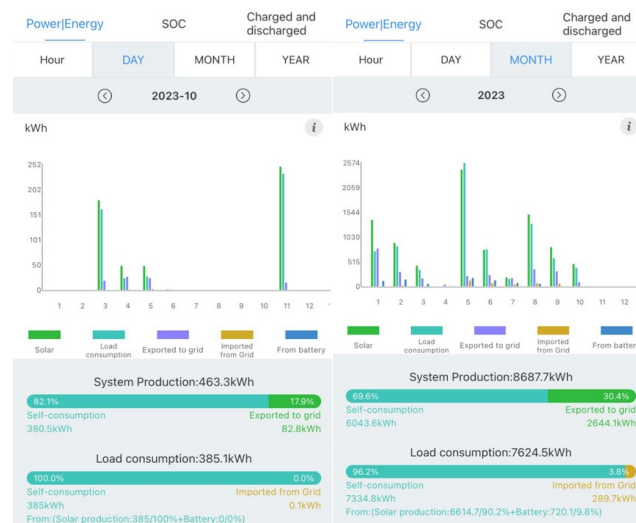 Power|Energy
SOC
Charged and
discharged
Hour
DAY
MONTH
YEAR
2023-10
kWh
i
252
202
151
101
50
0
1 2 3 4 5 6 7 8 9 10 11 12
Solar
Load
consumption
Exported to grid
Imported
from Grid
From battery
System Production:463.3kWh
82.1% 17.9%
Self-consumption Exported to grid
380.5kWh 82.8kWh
Load consumption:385.1kWh
100.0% 0.0%
Self-consumption Imported from Grid
385kWh 0.1kWh
From:(Solar production:385/100%+Battery:0/0%)
Power|Energy
SOC
Charged and
discharged
Hour
DAY
MONTH
YEAR
2023
kWh
i
2574
2059
1544
1030
515
0
1 2 3 4 5 6 7 8 9 10 11 12
Solar
Load
consumption
Exported to grid
Imported
from Grid
From batter
System Production:8687.7kWh
69.6% 30.4%
Self-consumption Exported to grid
6043.6kWh 2644.1kWh
Load consumption:7624.5kWh
96.2% 3.8%
Self-consumption Imported from Grid
7334.8kWh 289.7kWh
From:(Solar production:6614.7/90.2%+Battery:720.1/9.8%)